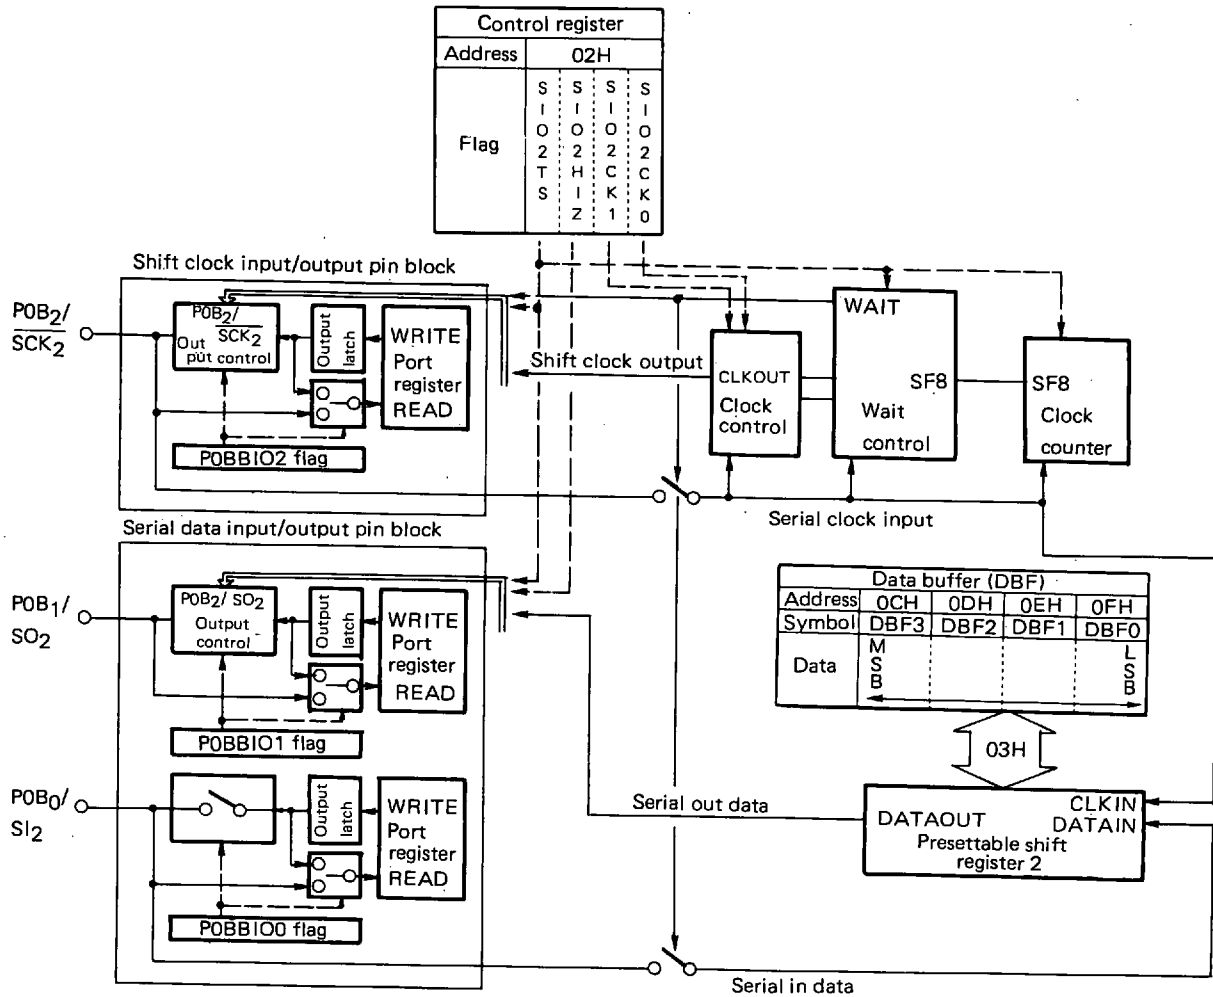 Control register
Address 02H
Flag
SIO2TS
SIO2HIZ
SIO2CK1
SIO2CK0
Shift clock input/output pin block
P0B2/
SCK2
P0B2/
SCK2
Out
put control
Output
latch
WRITE
Port
register
READ
P0BBIO2 flag
Shift clock output
CLKOUT
Clock
control
WAIT
SF8
Wait
control
SF8
Clock
counter
Serial clock input
Serial data input/output pin block
P0B1/
SO2
P0B2/ SO2
Output
control
Output
latch
WRITE
Port
register
READ
P0BBIO1 flag
P0B0/
SI2
Output
latch
WRITE
Port
register
READ
P0BBIO0 flag
Data buffer (DBF)
Address 0CH 0DH 0EH 0FH
Symbol DBF3 DBF2 DBF1 DBF0
Data
MSB
LSB
03H
Serial out data
DATAOUT
CLKIN
DATAIN
Presettable shift
register 2
Serial in data